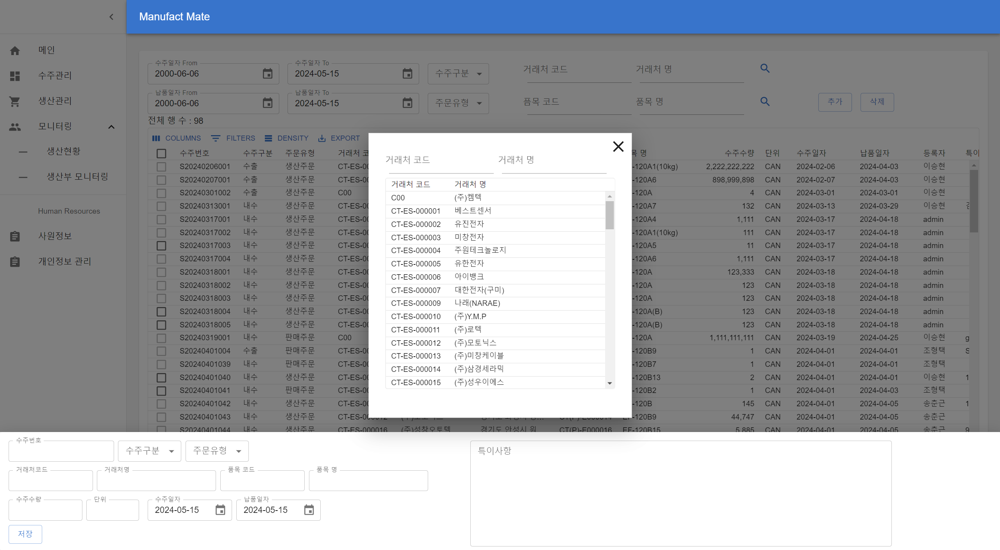 Manufact Mate
메인
수주관리
생산관리
모니터링
생산현황
생산부 모니터링
Human Resources
사원정보
개인정보 관리
수주일자 From
2000-06-06
수주일자 To
2024-05-15
수주구분
거래처 코드
거래처 명
납품일자 From
2000-06-06
납품일자 To
2024-05-15
주문유형
품목 코드
품목 명
추가
삭제
전체 행 수 : 98
COLUMNS FILTERS DENSITY EXPORT
수주번호 수주구분 주문유형 거래처 코 목 명 수주수량 단위 수주일자 납품일자 등록자 특이
S20240206001 수출 생산주문 CT-ES-00 -120A1(10kg) 2,222,222,222 CAN 2024-02-06 2024-04-03 이승현
S20240207001 수출 생산주문 CT-ES-00 -120A6 898,999,898 CAN 2024-02-07 2024-04-03 이승현
S20240301002 수출 생산주문 C00 -120A 4 CAN 2024-03-01 2024-03-01 이승현
S20240313001 내수 생산주문 CT-ES-00 -120A7 132 CAN 2024-03-13 2024-03-29 이승현
S20240317001 내수 생산주문 CT-ES-00 -120A4 1,111 CAN 2024-03-17 2024-04-18 admin
S20240317002 내수 생산주문 CT-ES-00 -120A1(10kg) 111 CAN 2024-03-17 2024-04-18 admin
S20240317003 내수 생산주문 CT-ES-00 -120A5 11 CAN 2024-03-17 2024-04-18 admin
S20240317004 내수 생산주문 CT-ES-00 -120A6 1,111 CAN 2024-03-17 2024-04-18 admin
S20240318001 내수 생산주문 CT-ES-00 -120A 123,333 CAN 2024-03-18 2024-04-18 admin
S20240318002 내수 생산주문 CT-ES-00 -120A 123 CAN 2024-03-18 2024-04-18 admin
S20240318003 내수 생산주문 CT-ES-00 -120A 123 CAN 2024-03-18 2024-04-18 admin
S20240318004 내수 생산주문 CT-ES-00 -120A(B) 123 CAN 2024-03-18 2024-04-18 admin
S20240318005 내수 생산주문 CT-ES-00 -120A(B) 123 CAN 2024-03-18 2024-04-18 admin
S20240319001 내수 판매주문 C00 -120A 1,111,111,111 CAN 2024-03-19 2024-04-25 이승현 g
S20240401004 수출 판매주문 CT-ES-00 -120B9 1 CAN 2024-04-01 2024-04-01 조형택 S
S20240401039 내수 판매주문 CT-ES-00 -120B7 1 CAN 2024-04-01 2024-04-01 조형택
S20240401040 내수 생산주문 CT-ES-00 -120B13 2 CAN 2024-04-01 2024-04-01 이승현 1
S20240401041 내수 판매주문 CT-ES-00 -120B2 1 CAN 2024-04-01 2024-04-03 조형택
S20240401042 내수 생산주문 CT-ES-00 -120B 145 CAN 2024-04-01 2024-04-05 송춘근 1
S20240401043 내수 생산주문 CT-ES-000012 (주)모토닉스 CT(P)-E000014 EF-120B9 44,747 CAN 2024-04-01 2024-04-05 송춘근
S20240401044 내수 생산주문 CT-ES-000016 (주)성창오토텍 경기도 안성시 원 CT(P)-E000016 EF-120B15 5,885 CAN 2024-04-01 2024-04-05 송춘근 9
거래처 코드 거래처 명
거래처 코드 거래처 명
C00 (주)켐텍
CT-ES-000001 베스트센서
CT-ES-000002 유진전자
CT-ES-000003 미창전자
CT-ES-000004 주원테크놀로지
CT-ES-000005 유한전자
CT-ES-000006 아이뱅크
CT-ES-000007 대한전자(구미)
CT-ES-000009 나래(NARAE)
CT-ES-000010 (주)Y.M.P
CT-ES-000011 (주)로텍
CT-ES-000012 (주)모토닉스
CT-ES-000013 (주)미창케이블
CT-ES-000014 (주)삼경세라믹
CT-ES-000015 (주)성우이에스
수주번호
수주구분
주문유형
거래처코드
거래처명
품목 코드
품목 명
수주수량
단위
수주일자
2024-05-15
납품일자
2024-05-15
저장
특이사항